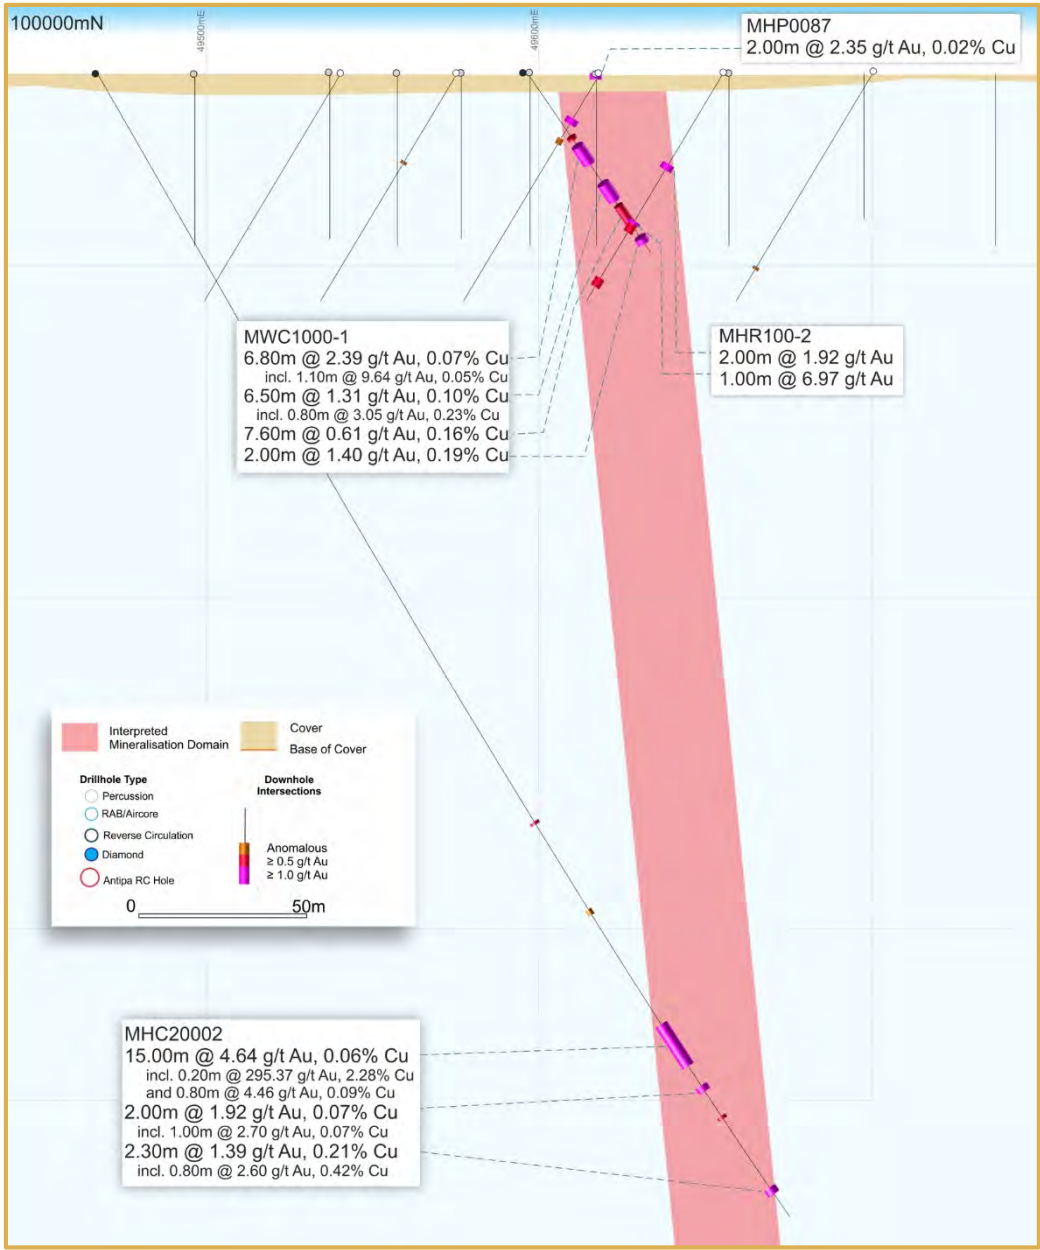 100000mN
49500mE
49600mE
MHP0087
2.00m @ 2.35 g/t Au, 0.02% Cu
MWC1000-1
6.80m @ 2.39 g/t Au, 0.07% Cu
incl. 1.10m @ 9.64 g/t Au, 0.05% Cu
6.50m @ 1.31 g/t Au, 0.10% Cu
incl. 0.80m @ 3.05 g/t Au, 0.23% Cu
7.60m @ 0.61 g/t Au, 0.16% Cu
2.00m @ 1.40 g/t Au, 0.19% Cu
MHR100-2
2.00m @ 1.92 g/t Au
1.00m @ 6.97 g/t Au
Interpreted
Mineralisation Domain
Cover
Base of Cover
Drillhole Type
Percussion
RAB/Aircore
Reverse Circulation
Diamond
Antipa RC Hole
Downhole
Intersections
Anomalous
≥ 0.5 g/t Au
≥ 1.0 g/t Au
0 50m
MHC20002
15.00m @ 4.64 g/t Au, 0.06% Cu
incl. 0.20m @ 295.37 g/t Au, 2.28% Cu
and 0.80m @ 4.46 g/t Au, 0.09% Cu
2.00m @ 1.92 g/t Au, 0.07% Cu
incl. 1.00m @ 2.70 g/t Au, 0.07% Cu
2.30m @ 1.39 g/t Au, 0.21% Cu
incl. 0.80m @ 2.60 g/t Au, 0.42% Cu